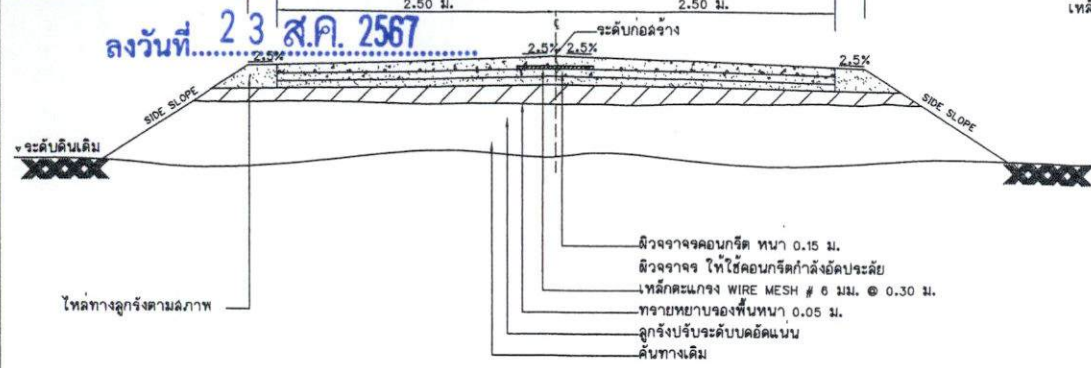 2.50 ม. 2.50 ม.
ลงวันที่ 23 ส.ค. 2567
ระดับก่อสร้าง
2.5% 2.5% 2.5% 2.5%
SIDE SLOPE SIDE SLOPE
ระดับดินเดิม
ผิวจราจรคอนกรีต หนา 0.15 ม.
ผิวจราจร ให้ใช้คอนกรีตกำลังอัดประลัย
เหล็กตะแกรง WIRE MESH # 6 มม. @ 0.30 ม.
ไหล่ทางลูกรังตามสภาพ
ทรายหยาบรองพื้นหนา 0.05 ม.
ลูกรังปรับระดับบดอัดแน่น
คันทางเดิม